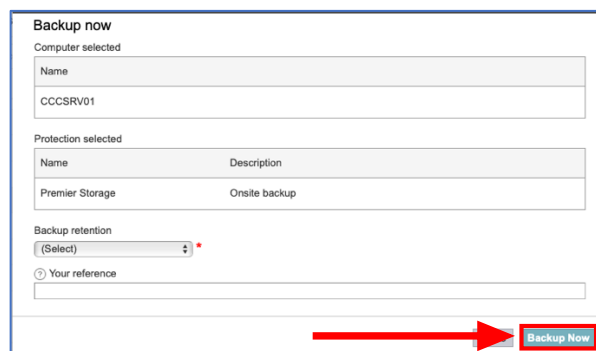 Backup now
Computer selected
Name
CCCSRV01
Protection selected
Name Description
Premier Storage Onsite backup
Backup retention
(Select) *
? Your reference
Backup Now